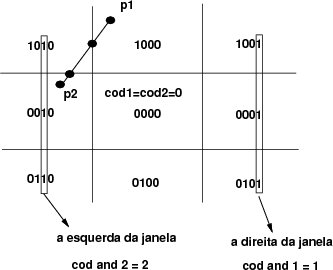 p1
1010 1000 1001
p2 cod1=cod2=0
0010 0000 0001
0110 0100 0101
a esquerda da janela
a direita da janela
cod and 2 = 2
cod and 1 = 1